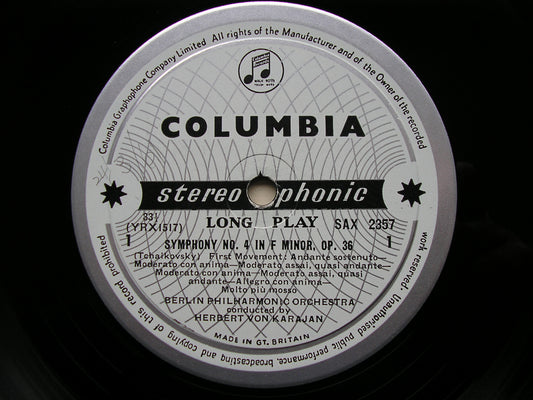 Columbia Graphophone Company Limited. All rights of the Manufacturer and of the Owner of the recorded work reserved. Unauthorised public performance, broadcasting and copying of this record prohibited
COLUMBIA
stereophonic
33⅓ LONG PLAY SAX 2357
(YRX1517)
1 1
SYMPHONY NO. 4 IN F MINOR, OP. 36
(Tchaikovsky) First Movement: Andante sostenuto—
Moderato con anima—Moderato assai, quasi andante—
Moderato con anima—Moderato assai, quasi
andante—Allegro con anima—
Molto più mosso
BERLIN PHILHARMONIC ORCHESTRA
conducted by
HERBERT VON KARAJAN
MADE IN GT. BRITAIN